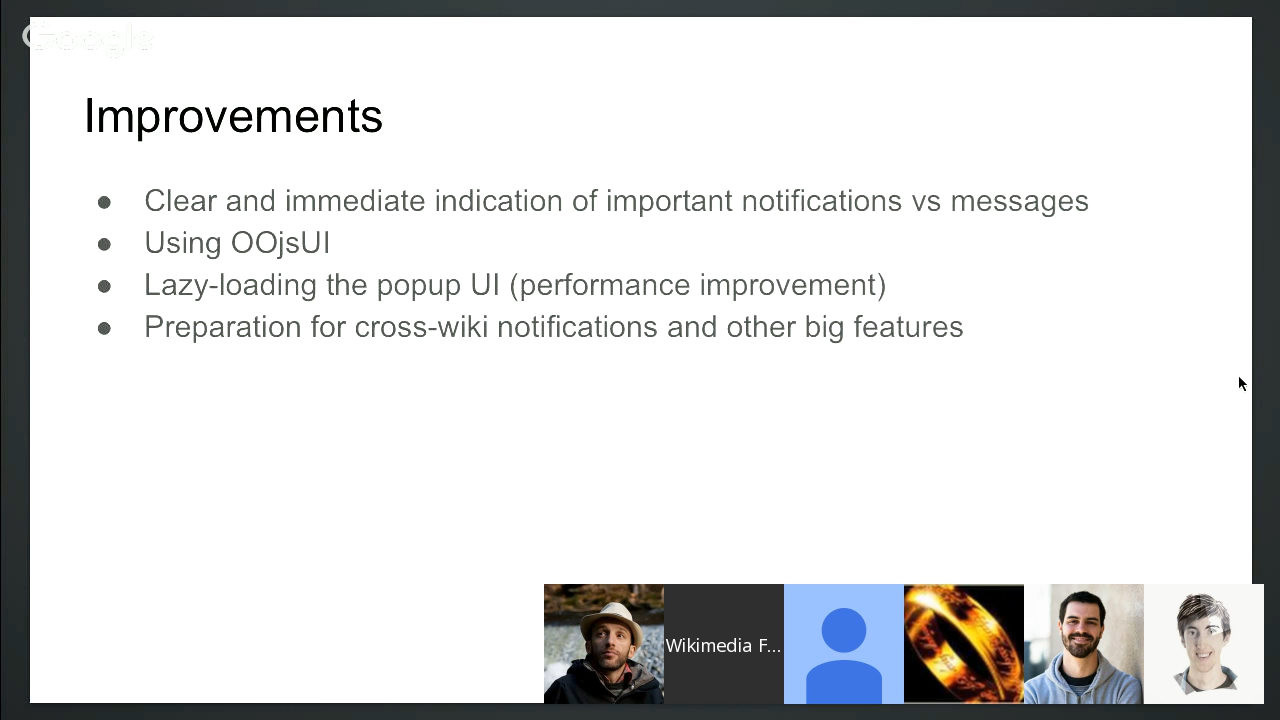 Google
Improvements
● Clear and immediate indication of important notifications vs messages
● Using OOjsUI
● Lazy-loading the popup UI (performance improvement)
● Preparation for cross-wiki notifications and other big features
Wikimedia F...